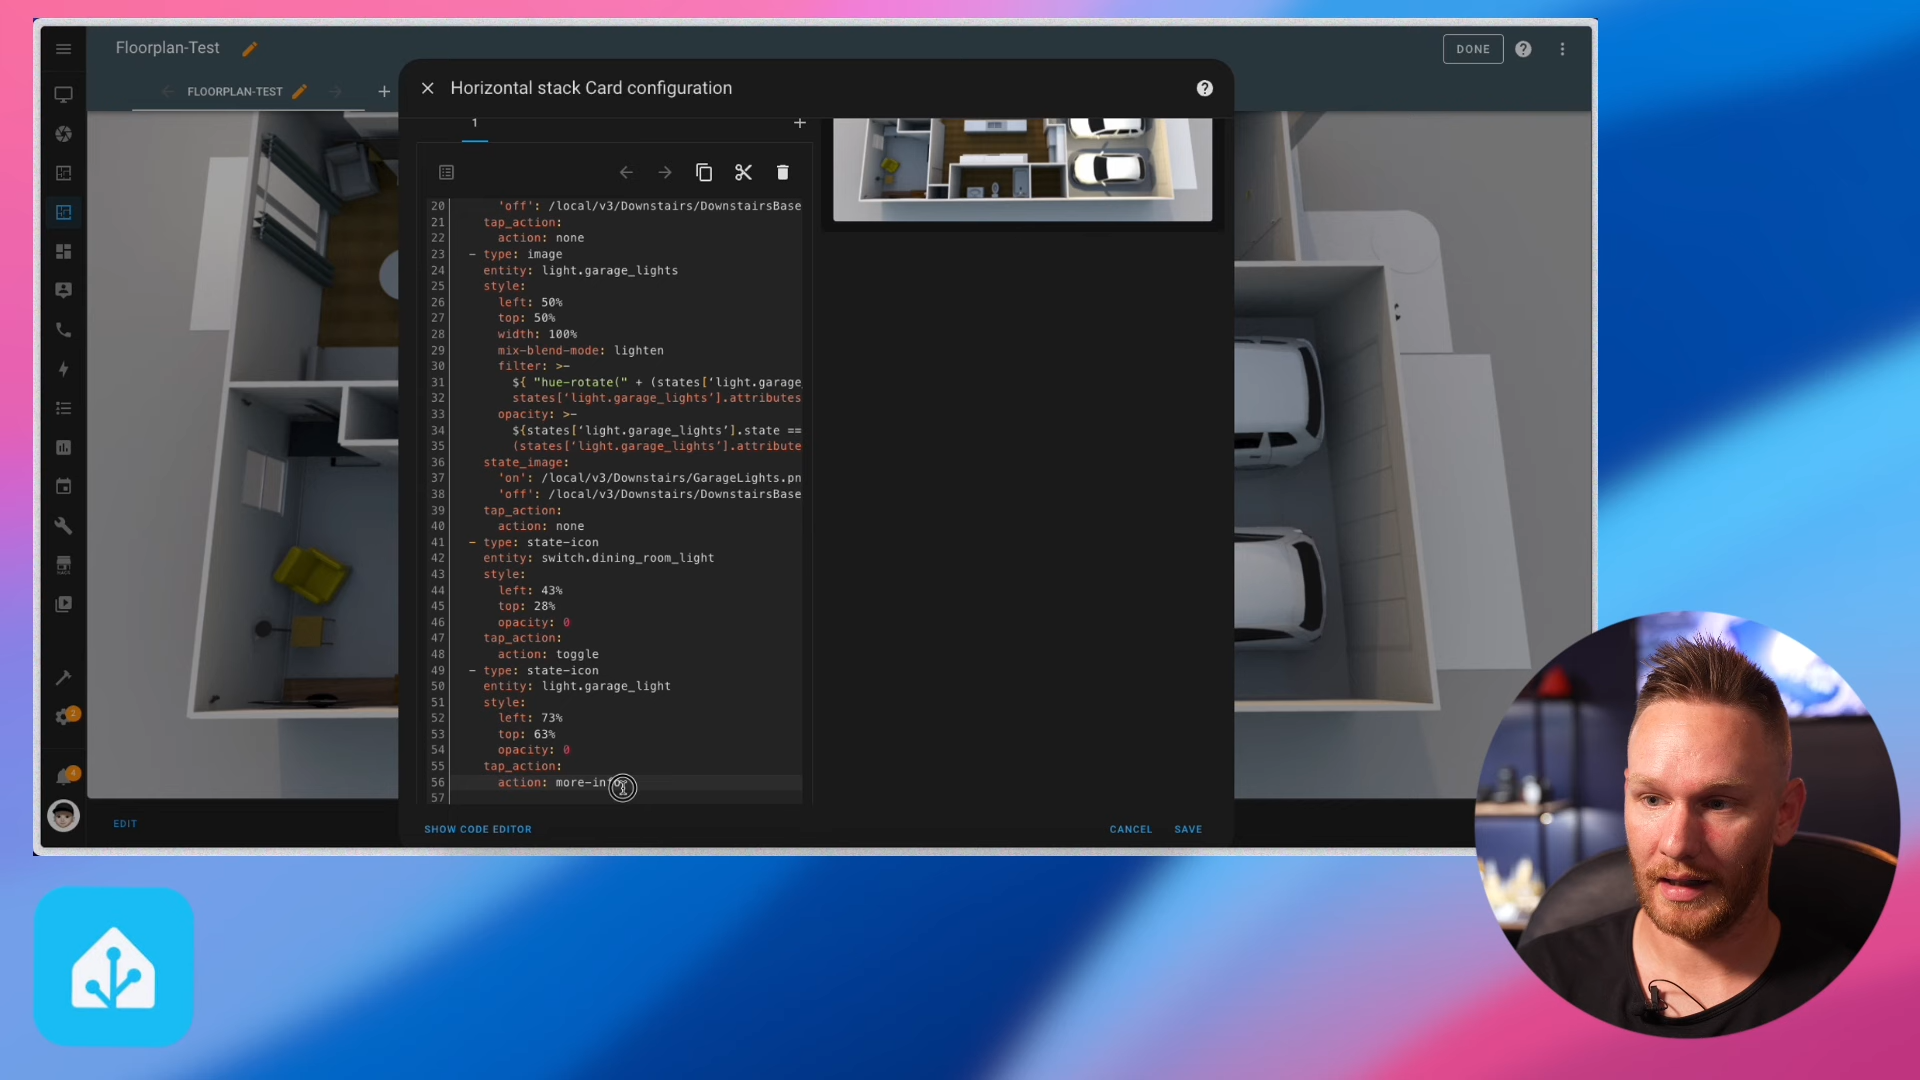 Floorplan-Test
DONE
FLOORPLAN-TEST
Horizontal stack Card configuration
1
20 'off': /local/v3/Downstairs/DownstairsBase
21 tap_action:
22 action: none
23 - type: image
24 entity: light.garage_lights
25 style:
26 left: 50%
27 top: 50%
28 width: 100%
29 mix-blend-mode: lighten
30 filter: >-
31 ${ "hue-rotate(" + (states['light.garage_
32 states['light.garage_lights'].attributes
33 opacity: >-
34 ${states['light.garage_lights'].state ==
35 (states['light.garage_lights'].attribute
36 state_image:
37 'on': /local/v3/Downstairs/GarageLights.pn
38 'off': /local/v3/Downstairs/DownstairsBase
39 tap_action:
40 action: none
41 - type: state-icon
42 entity: switch.dining_room_light
43 style:
44 left: 43%
45 top: 28%
46 opacity: 0
47 tap_action:
48 action: toggle
49 - type: state-icon
50 entity: light.garage_light
51 style:
52 left: 73%
53 top: 63%
54 opacity: 0
55 tap_action:
56 action: more-info
57
2
4
EDIT
SHOW CODE EDITOR
CANCEL
SAVE